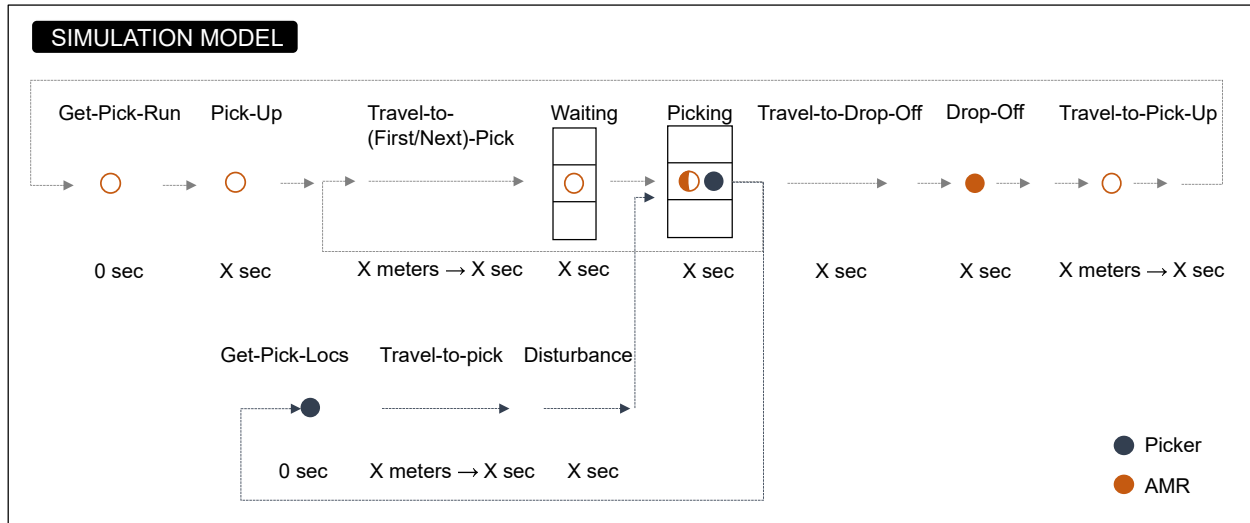 SIMULATION MODEL
Get-Pick-Run
Pick-Up
Travel-to-
(First/Next)-Pick
Waiting
Picking
Travel-to-Drop-Off
Drop-Off
Travel-to-Pick-Up
0 sec
X sec
X meters → X sec
X sec
X sec
X sec
X sec
X meters → X sec
Get-Pick-Locs
Travel-to-pick
Disturbance
0 sec
X meters → X sec
X sec
Picker
AMR